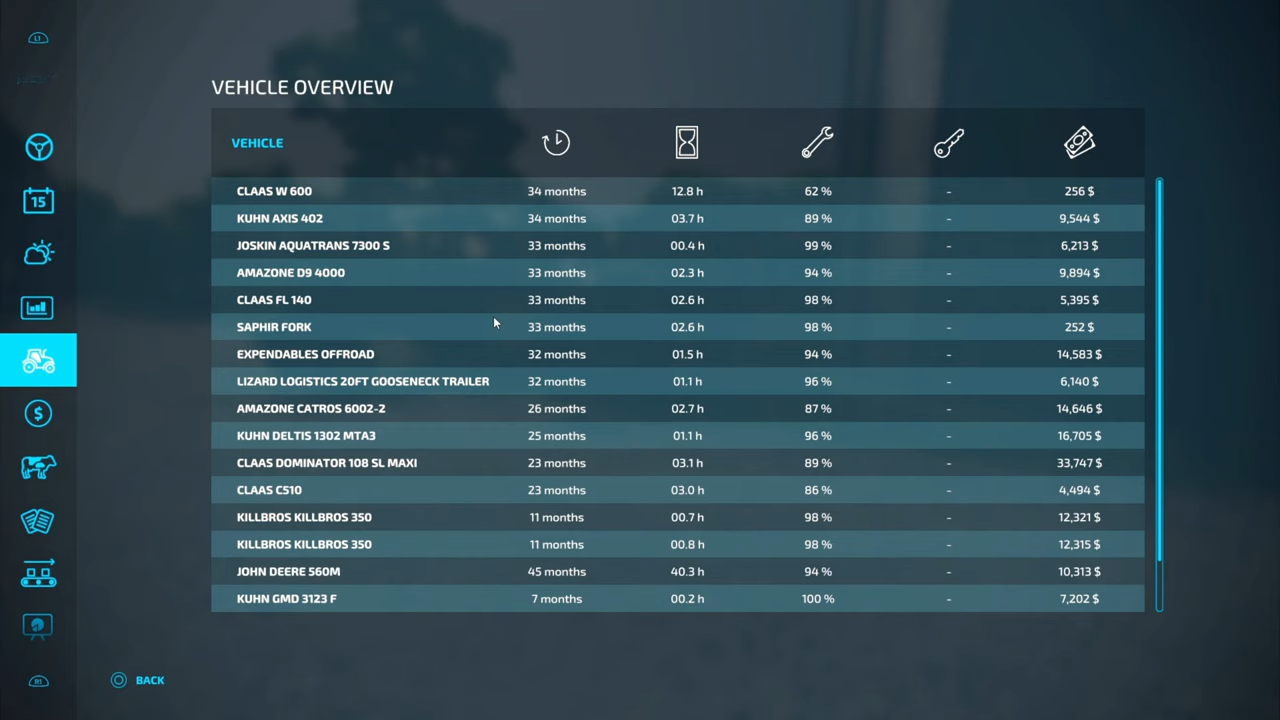 L1
VEHICLE OVERVIEW
VEHICLE
15
CLAAS W 600 34 months 12.8 h 62 % - 256 $
KUHN AXIS 402 34 months 03.7 h 89 % - 9,544 $
JOSKIN AQUATRANS 7300 S 33 months 00.4 h 99 % - 6,213 $
AMAZONE D9 4000 33 months 02.3 h 94 % - 9,894 $
CLAAS FL 140 33 months 02.6 h 98 % - 5,395 $
SAPHIR FORK 33 months 02.6 h 98 % - 252 $
EXPENDABLES OFFROAD 32 months 01.5 h 94 % - 14,583 $
LIZARD LOGISTICS 20FT GOOSENECK TRAILER 32 months 01.1 h 96 % - 6,140 $
AMAZONE CATROS 6002-2 26 months 02.7 h 87 % - 14,646 $
KUHN DELTIS 1302 MTA3 25 months 01.1 h 96 % - 16,705 $
CLAAS DOMINATOR 108 SL MAXI 23 months 03.1 h 89 % - 33,747 $
CLAAS C510 23 months 03.0 h 86 % - 4,494 $
KILLBROS KILLBROS 350 11 months 00.7 h 98 % - 12,321 $
KILLBROS KILLBROS 350 11 months 00.8 h 98 % - 12,315 $
JOHN DEERE 560M 45 months 40.3 h 94 % - 10,313 $
KUHN GMD 3123 F 7 months 00.2 h 100 % - 7,202 $
R1
BACK